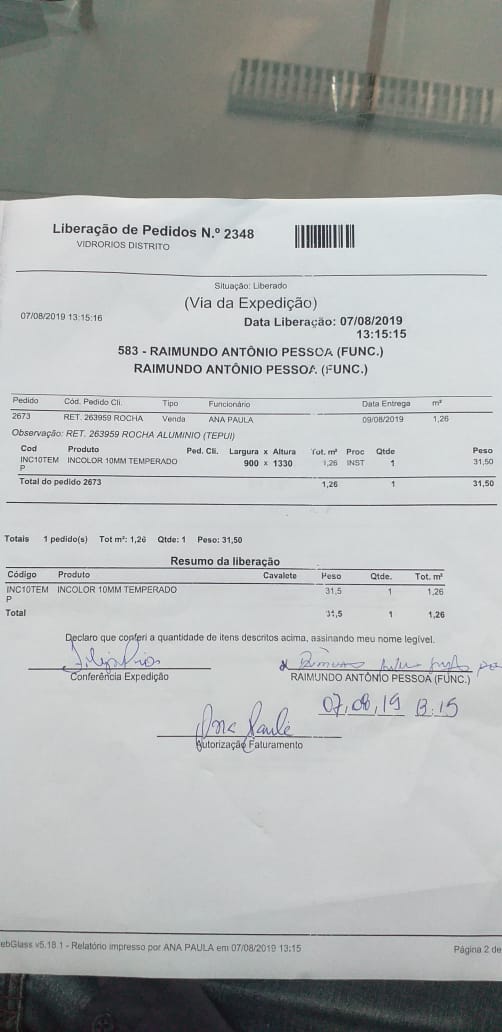 Liberação de Pedidos N.º 2348
VIDRORIOS DISTRITO
Situação: Liberado
(Via da Expedição)
07/08/2019 13:15:16
Data Liberação: 07/08/2019
13:15:15
583 - RAIMUNDO ANTÔNIO PESSOA (FUNC.)
RAIMUNDO ANTÔNIO PESSOA (FUNC.)
Pedido Cód. Pedido Cli. Tipo Funcionário Data Entrega m²
2673 RET. 263959 ROCHA Venda ANA PAULA 09/08/2019 1,26
Observação: RET. 263959 ROCHA ALUMINIO (TEPUI)
Cod Produto Ped. Cli. Largura x Altura Tot. m² Proc Qtde Peso
INC10TEM INCOLOR 10MM TEMPERADO 900 x 1330 1,26 INST 1 31,50
P
Total do pedido 2673 1,26 1 31,50
Totais 1 pedido(s) Tot m²: 1,26 Qtde: 1 Peso: 31,50
Resumo da liberação
Código Produto Cavalete Peso Qtde. Tot. m²
INC10TEM INCOLOR 10MM TEMPERADO 31,5 1 1,26
P
Total 31,5 1 1,26
Declaro que conferi a quantidade de itens descritos acima, assinando meu nome legível.
Conferência Expedição
RAIMUNDO ANTÔNIO PESSOA (FUNC.)
07,08,19 13:15
Ana Paula
Autorização Faturamento
ebGlass v5.18.1 - Relatório impresso por ANA PAULA em 07/08/2019 13:15
Página 2 de